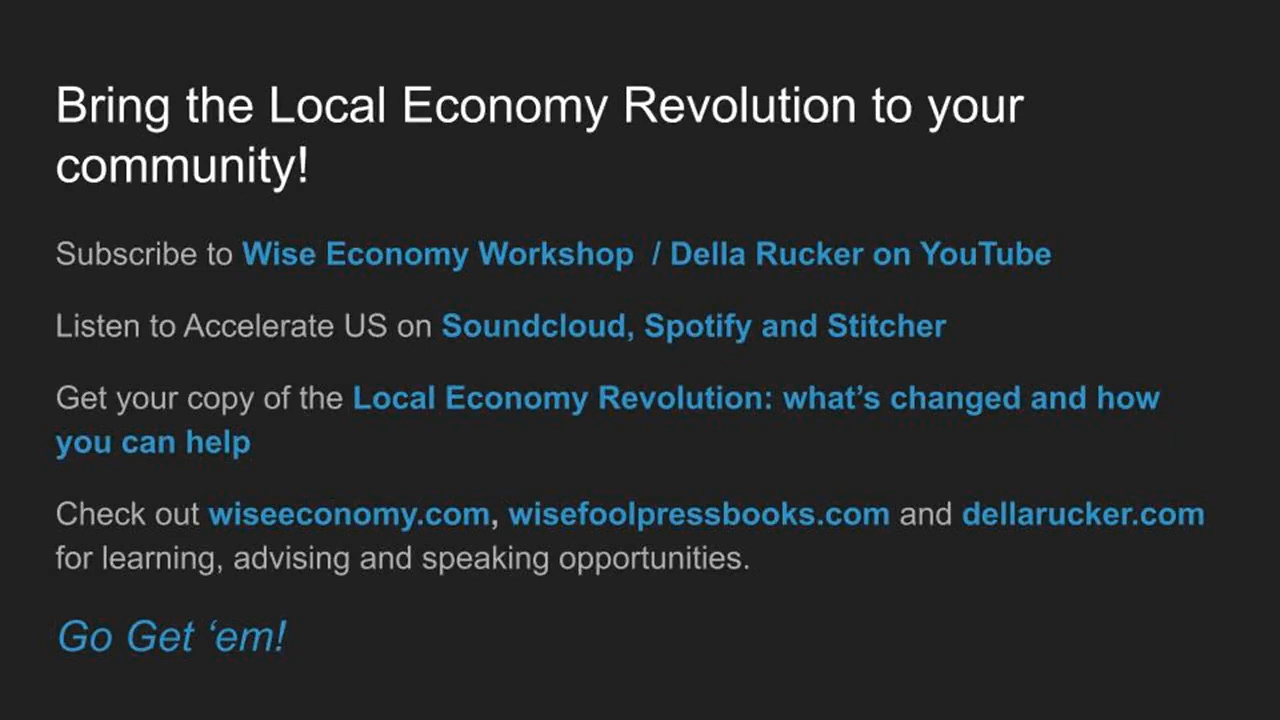 Bring the Local Economy Revolution to your
community!
Subscribe to Wise Economy Workshop / Della Rucker on YouTube
Listen to Accelerate US on Soundcloud, Spotify and Stitcher
Get your copy of the Local Economy Revolution: what’s changed and how
you can help
Check out wiseeconomy.com, wisefoolpressbooks.com and dellarucker.com
for learning, advising and speaking opportunities.
Go Get ‘em!